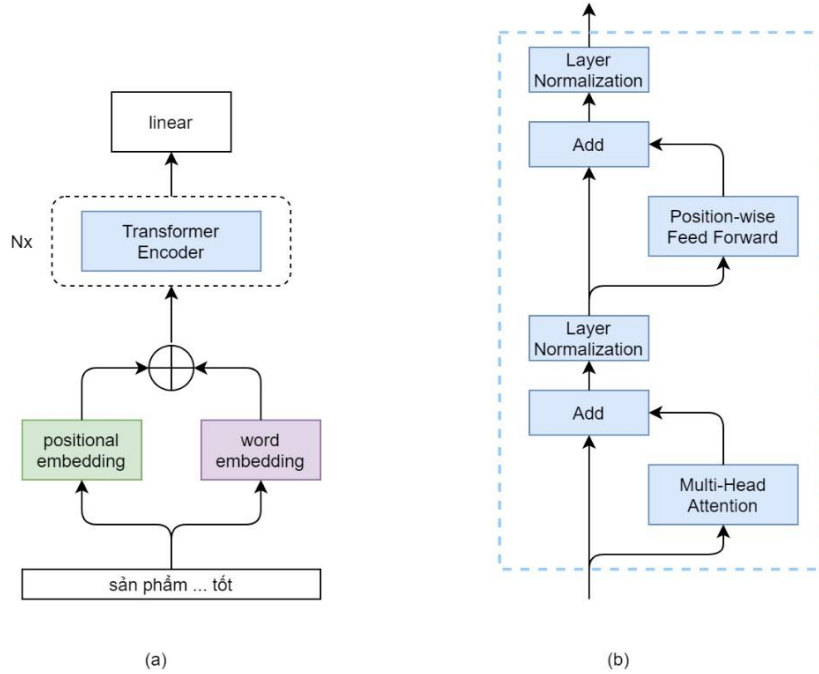 linear
Nx
Transformer
Encoder
positional
embedding
word
embedding
sản phẩm ... tốt
(a)
Layer
Normalization
Add
Position-wise
Feed Forward
Layer
Normalization
Add
Multi-Head
Attention
(b)